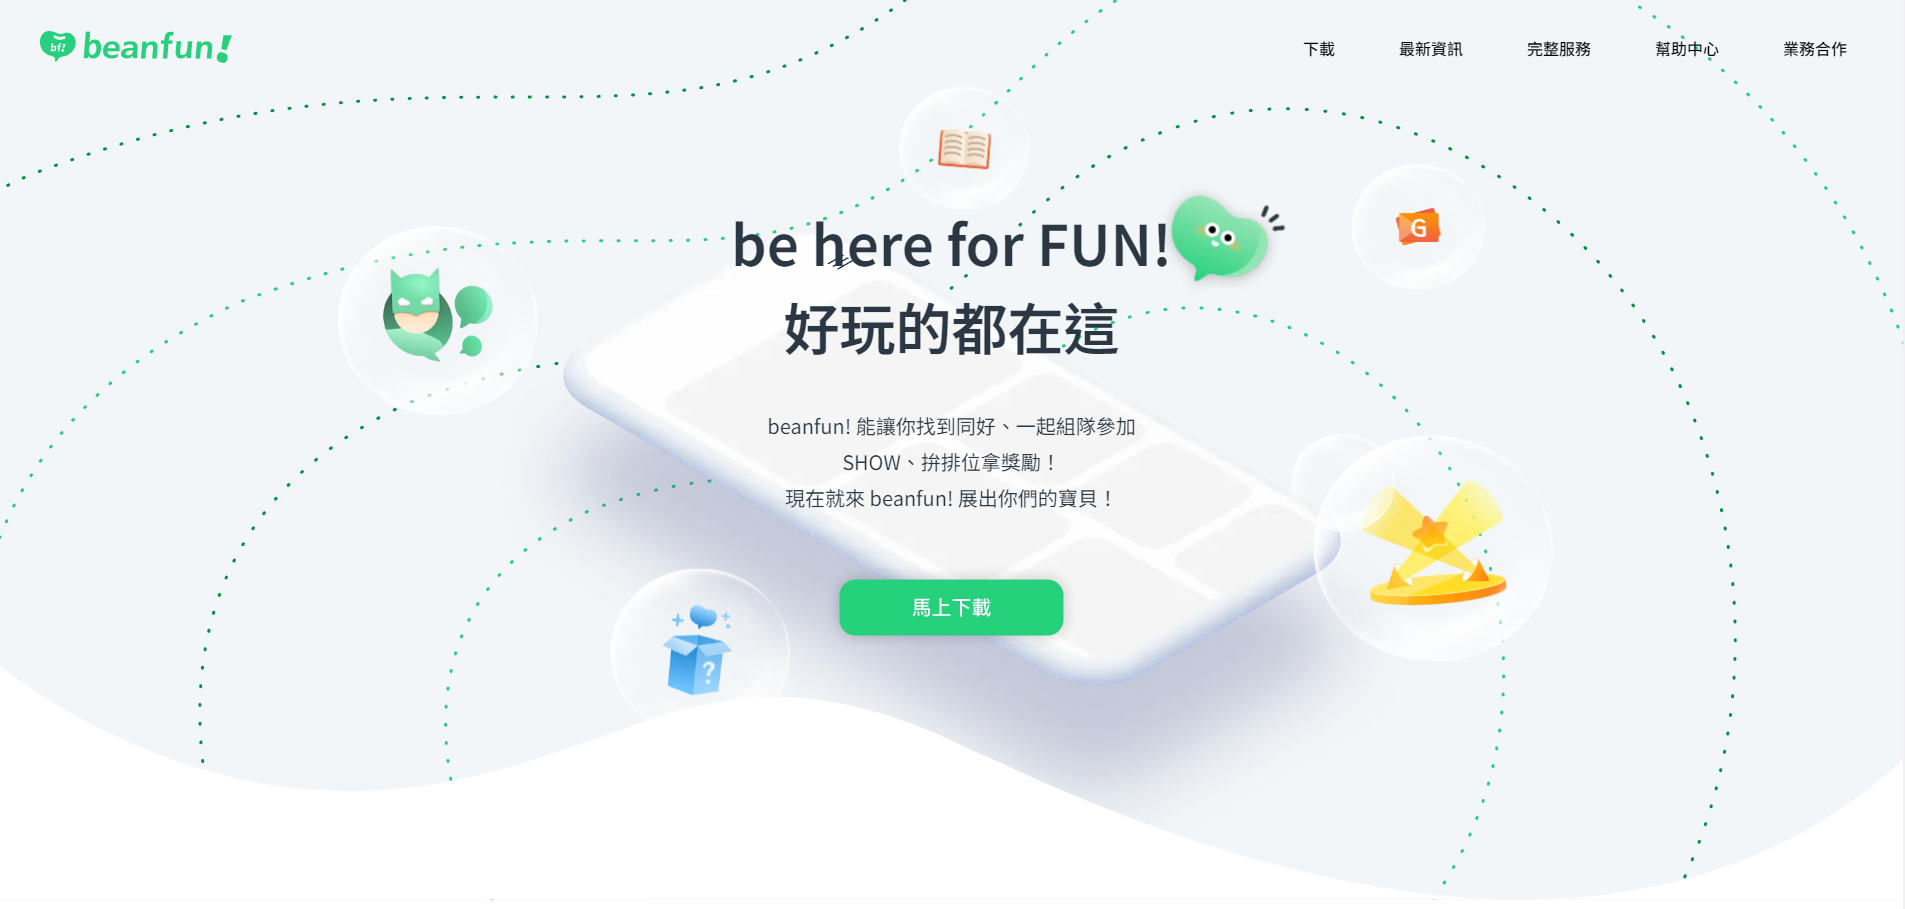 bf!
beanfun!
下載
最新資訊
完整服務
幫助中心
業務合作
G
be here for FUN!
好玩的都在這
beanfun! 能讓你找到同好、一起組隊參加
SHOW、拚排位拿獎勵！
現在就來 beanfun! 展出你們的寶貝！
馬上下載
?